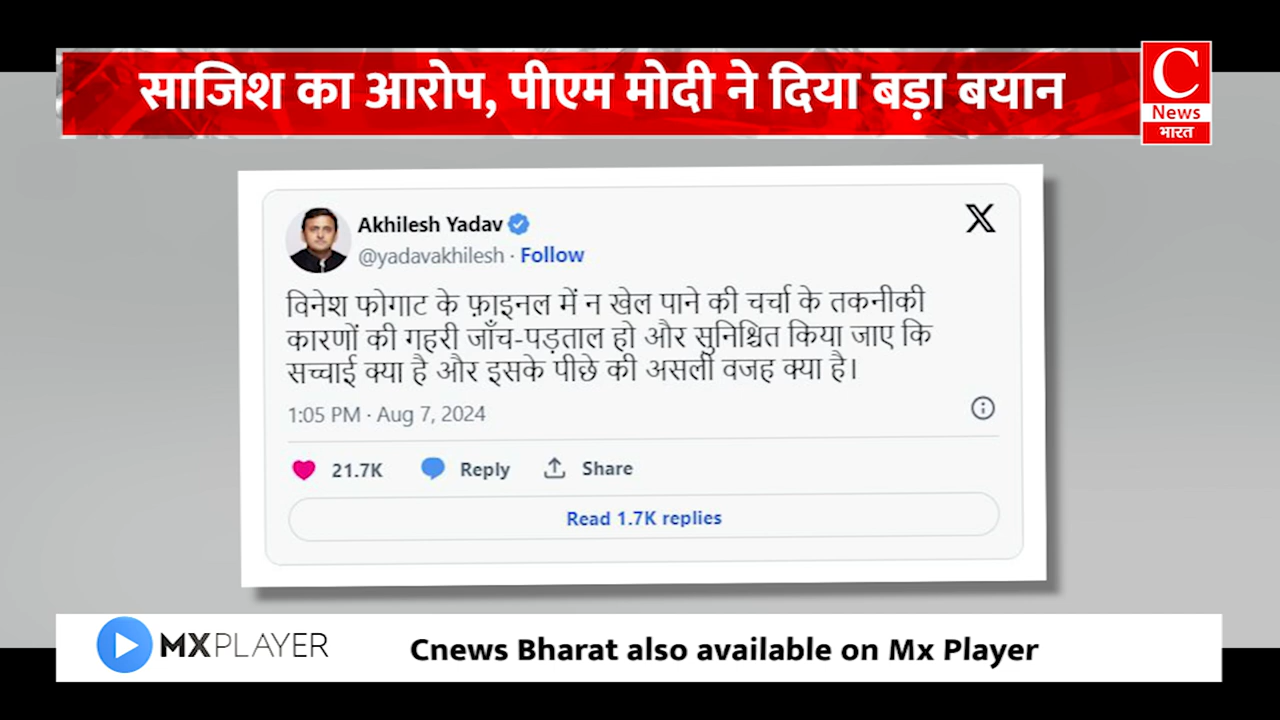 साजिश का आरोप, पीएम मोदी ने दिया बड़ा बयान
C
News
भारत
Akhilesh Yadav
@yadavakhilesh · Follow
विनेश फोगाट के फ़ाइनल में न खेल पाने की चर्चा के तकनीकी
कारणों की गहरी जाँच-पड़ताल हो और सुनिश्चित किया जाए कि
सच्चाई क्या है और इसके पीछे की असली वजह क्या है।
1:05 PM · Aug 7, 2024
21.7K Reply Share
Read 1.7K replies
MXPLAYER
Cnews Bharat also available on Mx Player